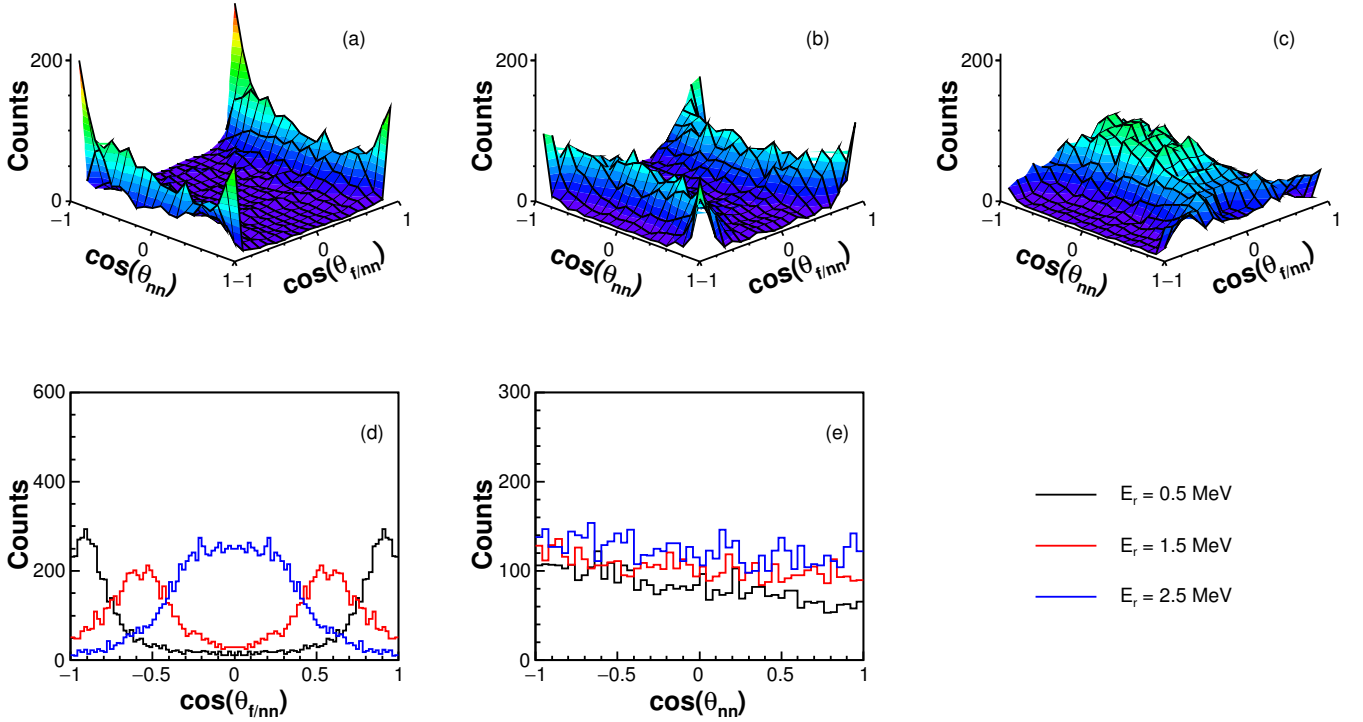 (a)
Counts
200
100
0
−1
0
1−1
0
1
cos(θnn)
cos(θf/nn)
(b)
Counts
200
100
0
−1
0
1−1
0
1
cos(θnn)
cos(θf/nn)
(c)
Counts
200
100
0
−1
0
1−1
0
1
cos(θnn)
cos(θf/nn)
(d)
Counts
600
400
200
0
−1 −0.5 0 0.5 1
cos(θf/nn)
(e)
Counts
300
200
100
0
−1 −0.5 0 0.5 1
cos(θnn)
Er = 0.5 MeV
Er = 1.5 MeV
Er = 2.5 MeV